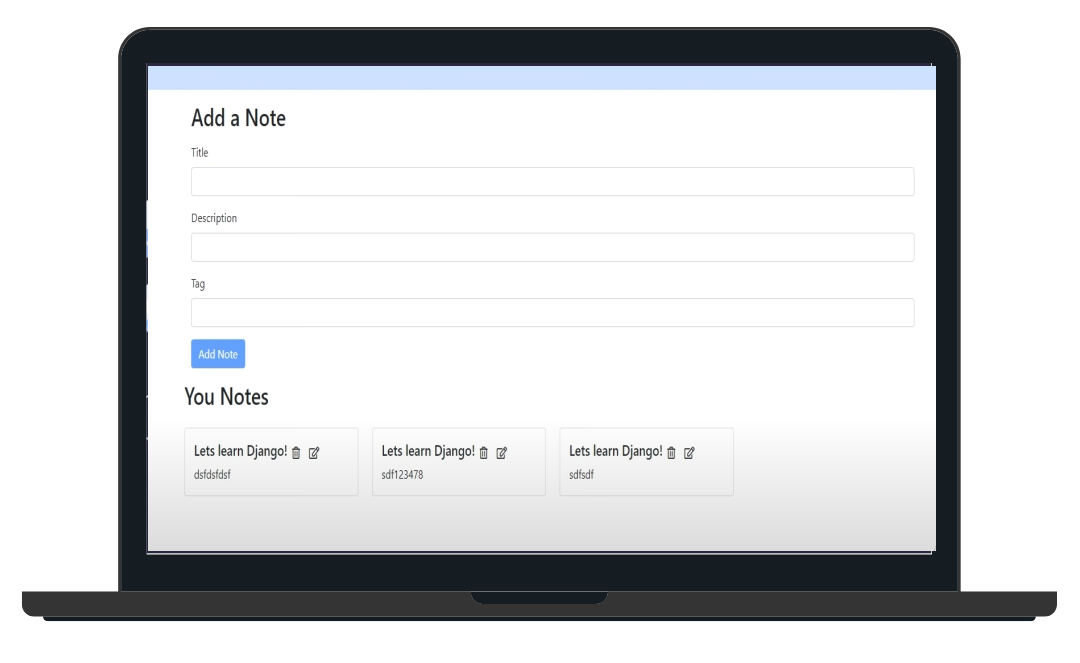 Add a Note
Title
Description
Tag
Add Note
You Notes
Lets learn Django!
dsfdsfdsf
Lets learn Django!
sdf123478
Lets learn Django!
sdfsdf